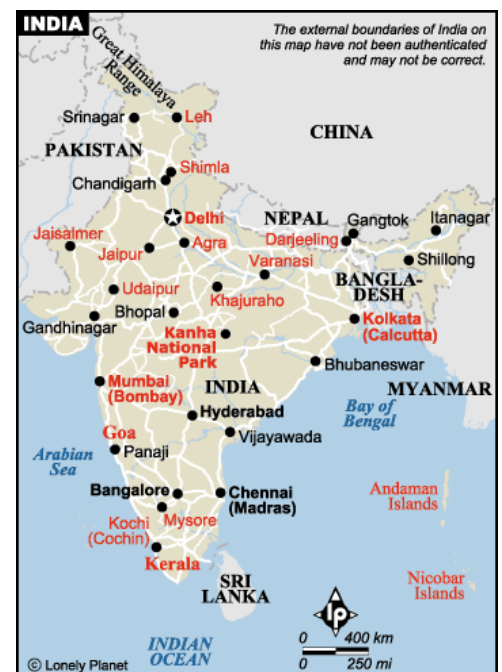 INDIA
The external boundaries of India on
this map have not been authenticated
and may not be correct.
Great Himalaya
Range
Srinagar
Leh
CHINA
PAKISTAN
Shimla
Chandigarh
Delhi
NEPAL
Gangtok
Itanagar
Jaisalmer
Jaipur
Agra
Darjeeling
Varanasi
Shillong
BANGLA-
DESH
Udaipur
Khajuraho
Gandhinagar
Bhopal
Kanha
National
Park
Kolkata
(Calcutta)
Bhubaneswar
Mumbai
(Bombay)
INDIA
MYANMAR
Hyderabad
Bay of
Bengal
Goa
Vijayawada
Arabian
Sea
Panaji
Bangalore
Chennai
(Madras)
Andaman
Islands
Kochi
(Cochin)
Mysore
Kerala
SRI
LANKA
Nicobar
Islands
lp
INDIAN
OCEAN
0 400 km
0 250 mi
© Lonely Planet